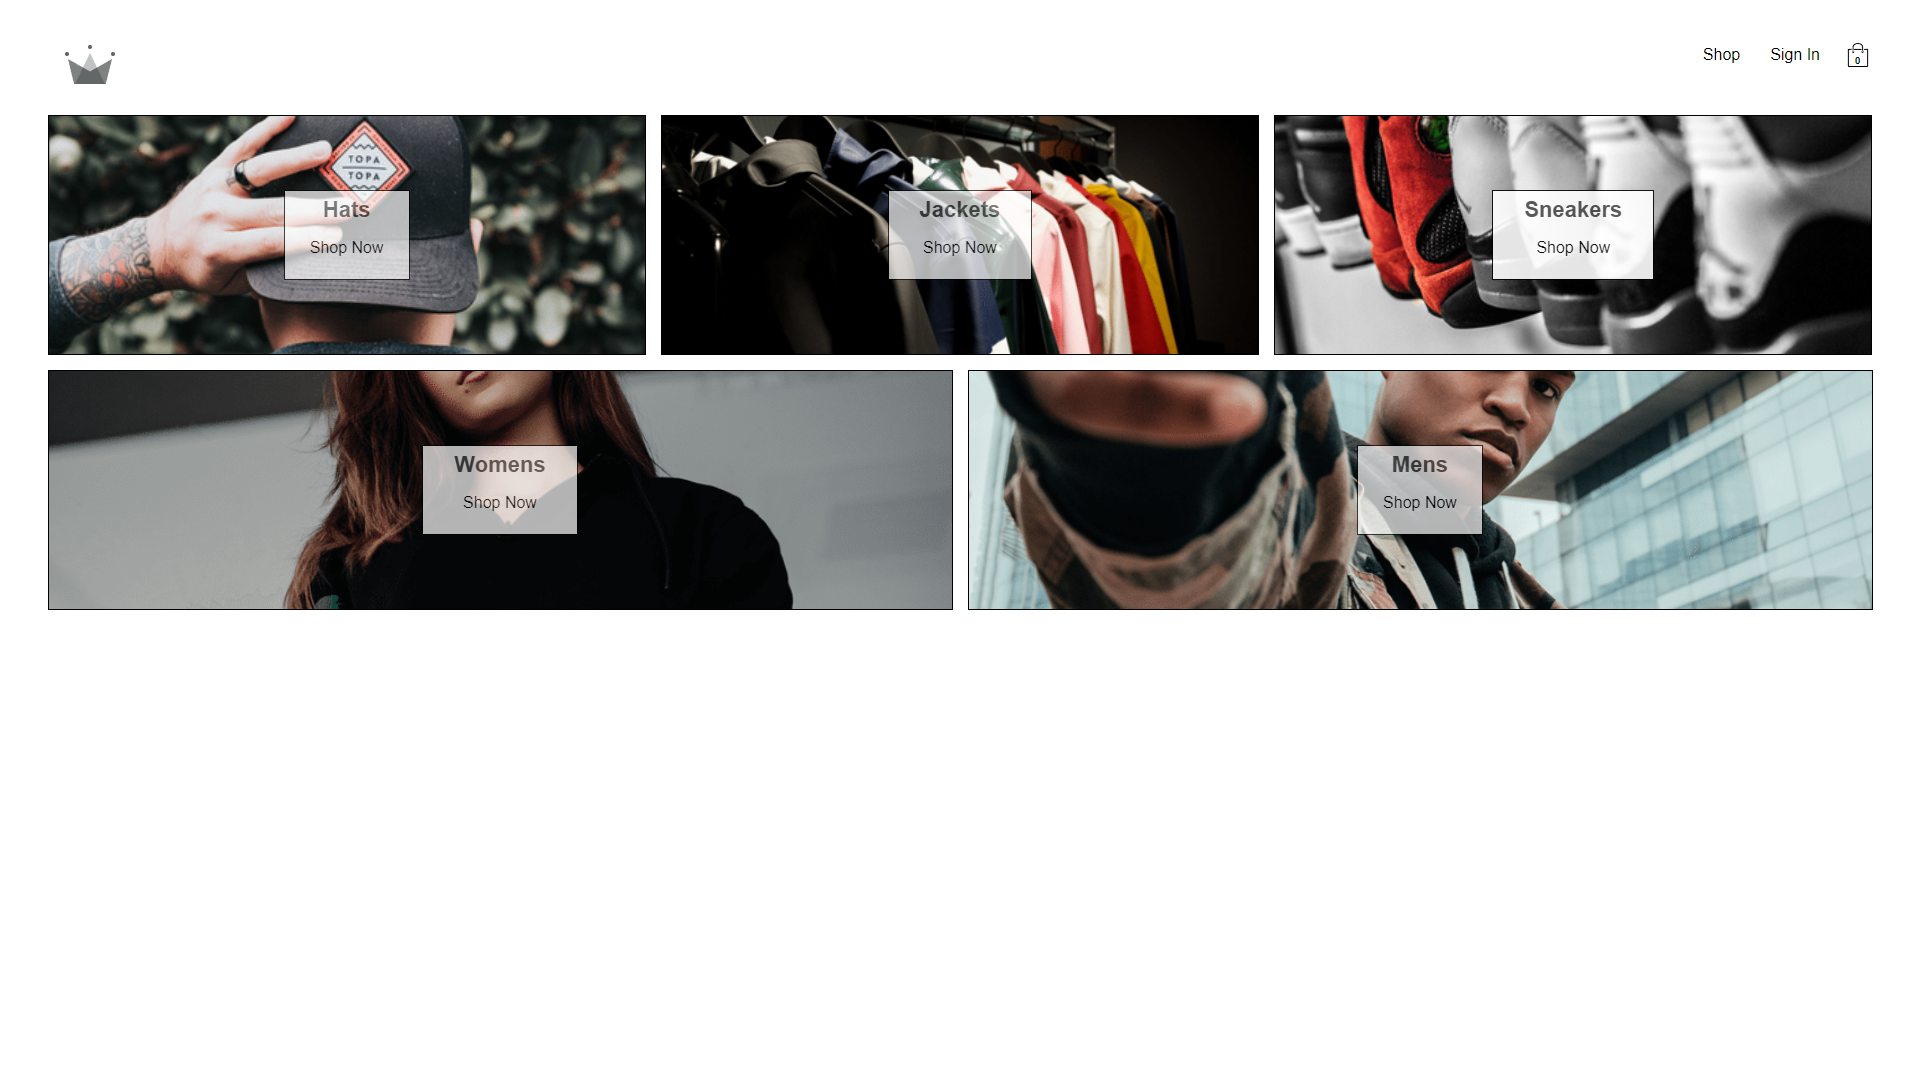 Shop
Sign In
0
TOPA
TOPA
Hats
Shop Now
Jackets
Shop Now
Sneakers
Shop Now
Womens
Shop Now
Mens
Shop Now